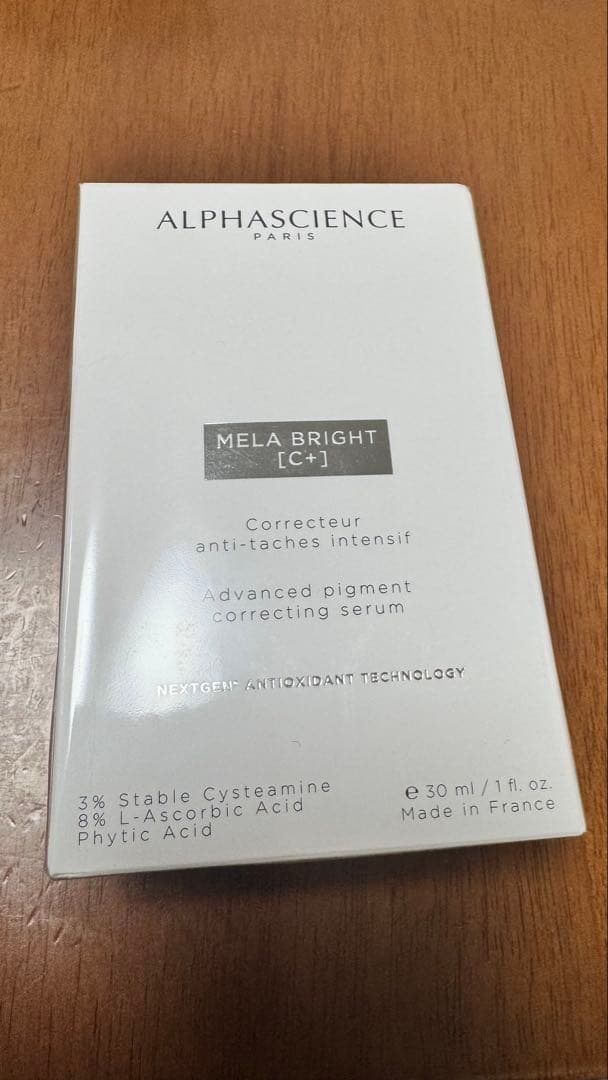 ALPHASCIENCE
PARIS
MELA BRIGHT
[C+]
Correcteur
anti-taches intensif
Advanced pigment
correcting serum
NEXTGEN® ANTIOXIDANT TECHNOLOGY
3% Stable Cysteamine
8% L-Ascorbic Acid
Phytic Acid
℮ 30 ml / 1 fl. oz.
Made in France